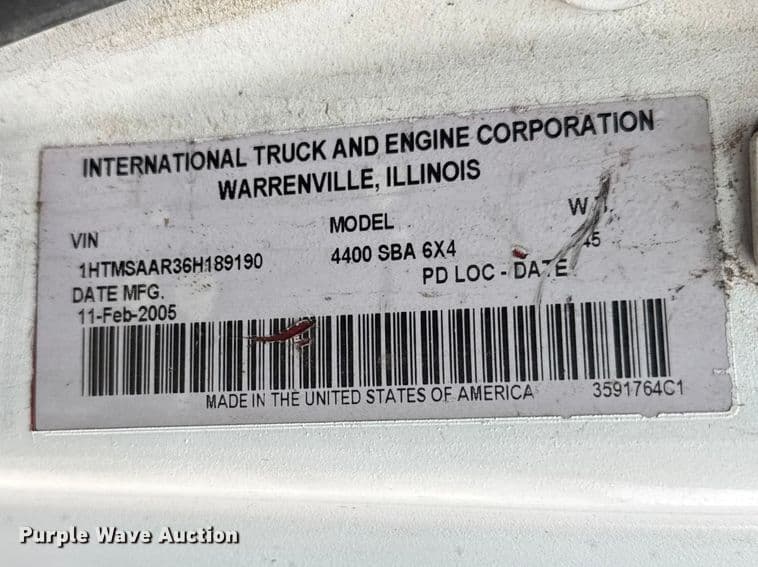 INTERNATIONAL TRUCK AND ENGINE CORPORATION
WARRENVILLE, ILLINOIS
VIN
MODEL
1HTMSAAR36H189190
4400 SBA 6X4
DATE MFG.
PD LOC - DATE
11-Feb-2005
MADE IN THE UNITED STATES OF AMERICA
3591764C1
Purple Wave Auction